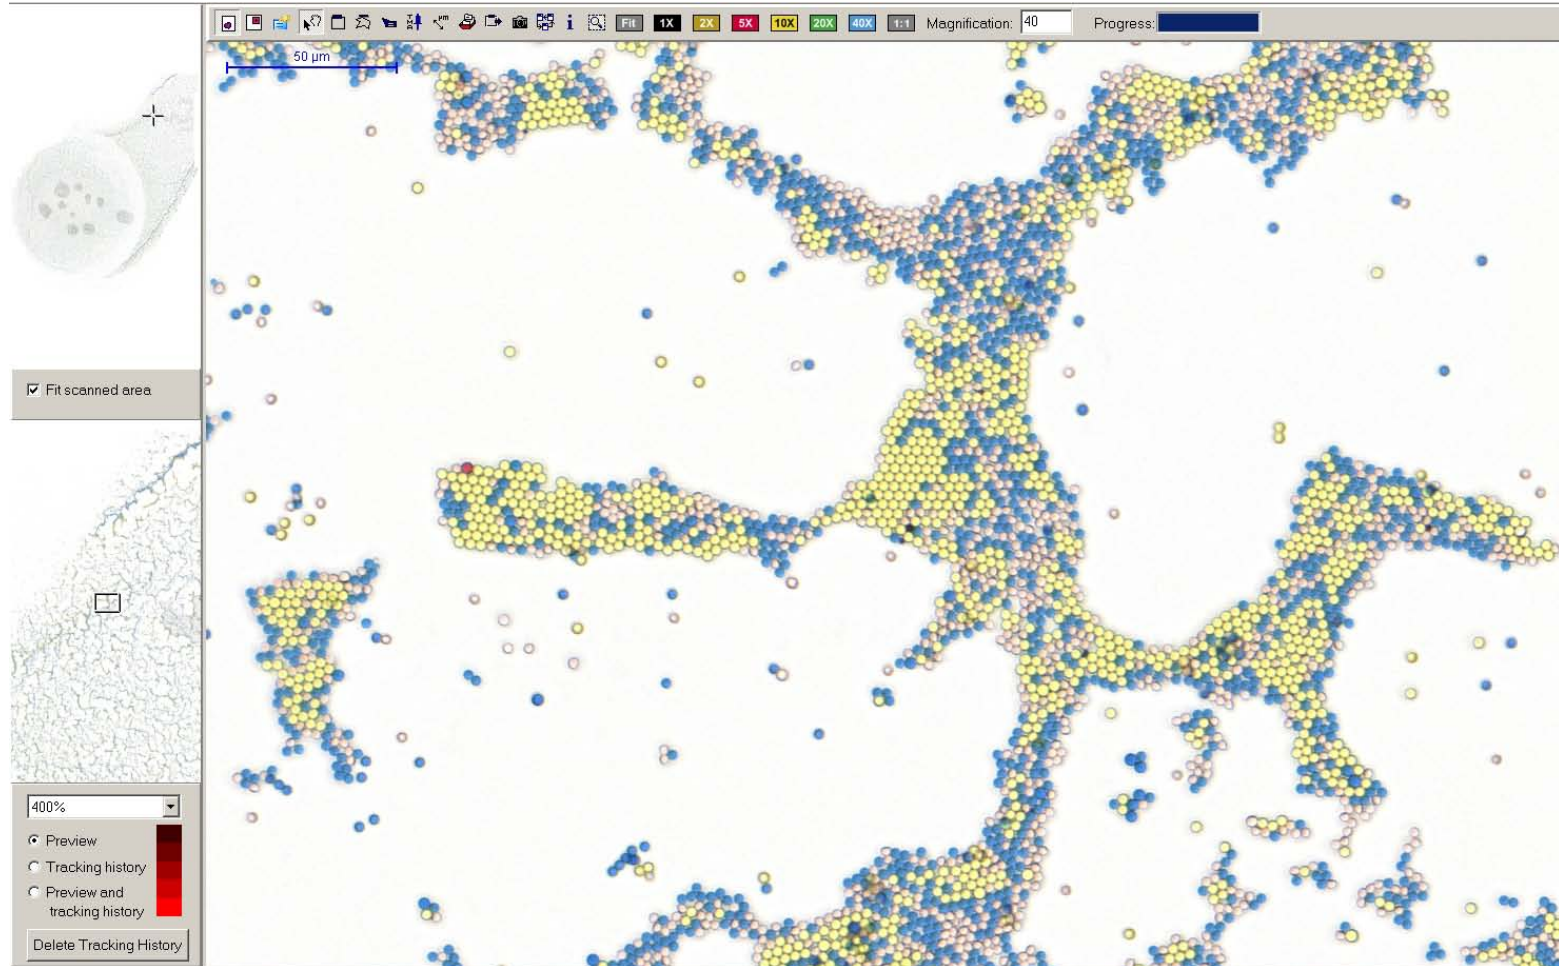 Fit
1X
2X
5X
10X
20X
40X
1:1
Magnification: 40
Progress:
50 µm
Fit scanned area
400%
Preview
Tracking history
Preview and
tracking history
Delete Tracking History